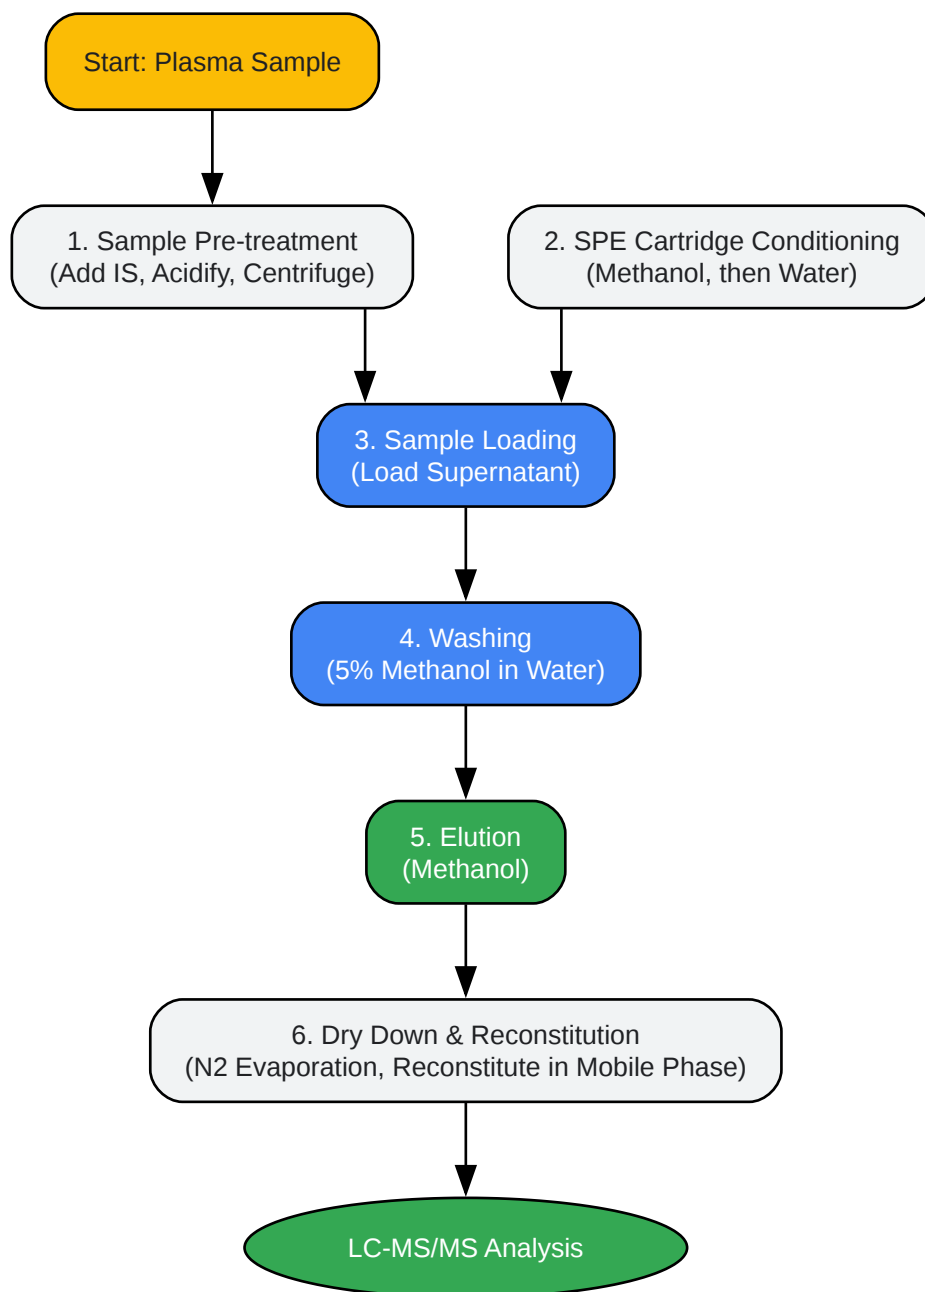 Start: Plasma Sample
1. Sample Pre-treatment
(Add IS, Acidify, Centrifuge)
2. SPE Cartridge Conditioning
(Methanol, then Water)
3. Sample Loading
(Load Supernatant)
4. Washing
(5% Methanol in Water)
5. Elution
(Methanol)
6. Dry Down & Reconstitution
(N2 Evaporation, Reconstitute in Mobile Phase)
LC-MS/MS Analysis